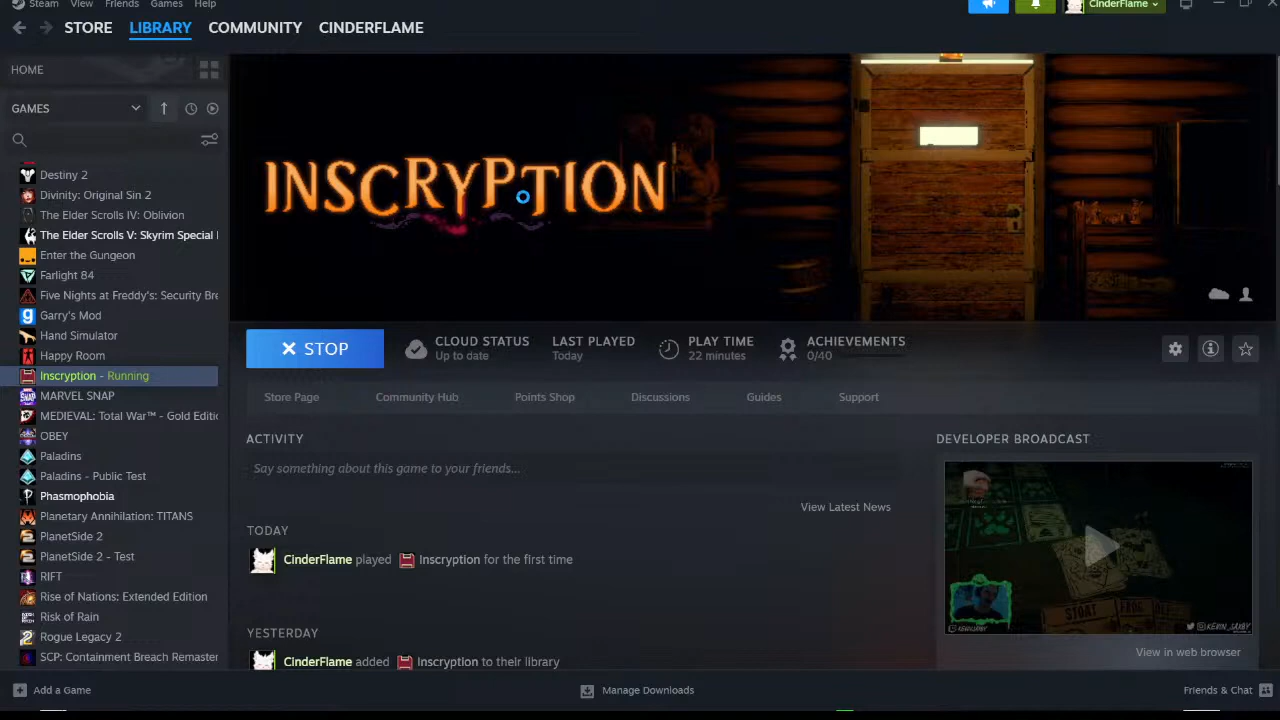 Steam View Friends Games Help
CinderFlame
STORE LIBRARY COMMUNITY CINDERFLAME
HOME
GAMES
Destiny 2
Divinity: Original Sin 2
The Elder Scrolls IV: Oblivion
The Elder Scrolls V: Skyrim Special
Enter the Gungeon
Farlight 84
Five Nights at Freddy's: Security Bre
Garry's Mod
Hand Simulator
Happy Room
Inscryption - Running
MARVEL SNAP
MEDIEVAL: Total War™ - Gold Editic
OBEY
Paladins
Paladins - Public Test
Phasmophobia
Planetary Annihilation: TITANS
PlanetSide 2
PlanetSide 2 - Test
RIFT
Rise of Nations: Extended Edition
Risk of Rain
Rogue Legacy 2
SCP: Containment Breach Remaster
INSCRYPTION
STOP
CLOUD STATUS
Up to date
LAST PLAYED
Today
PLAY TIME
22 minutes
ACHIEVEMENTS
0/40
Store Page Community Hub Points Shop Discussions Guides Support
ACTIVITY
Say something about this game to your friends...
View Latest News
TODAY
CinderFlame played Inscryption for the first time
YESTERDAY
CinderFlame added Inscryption to their library
DEVELOPER BROADCAST
STOAT FROG
View in web browser
Add a Game
Manage Downloads
Friends & Chat